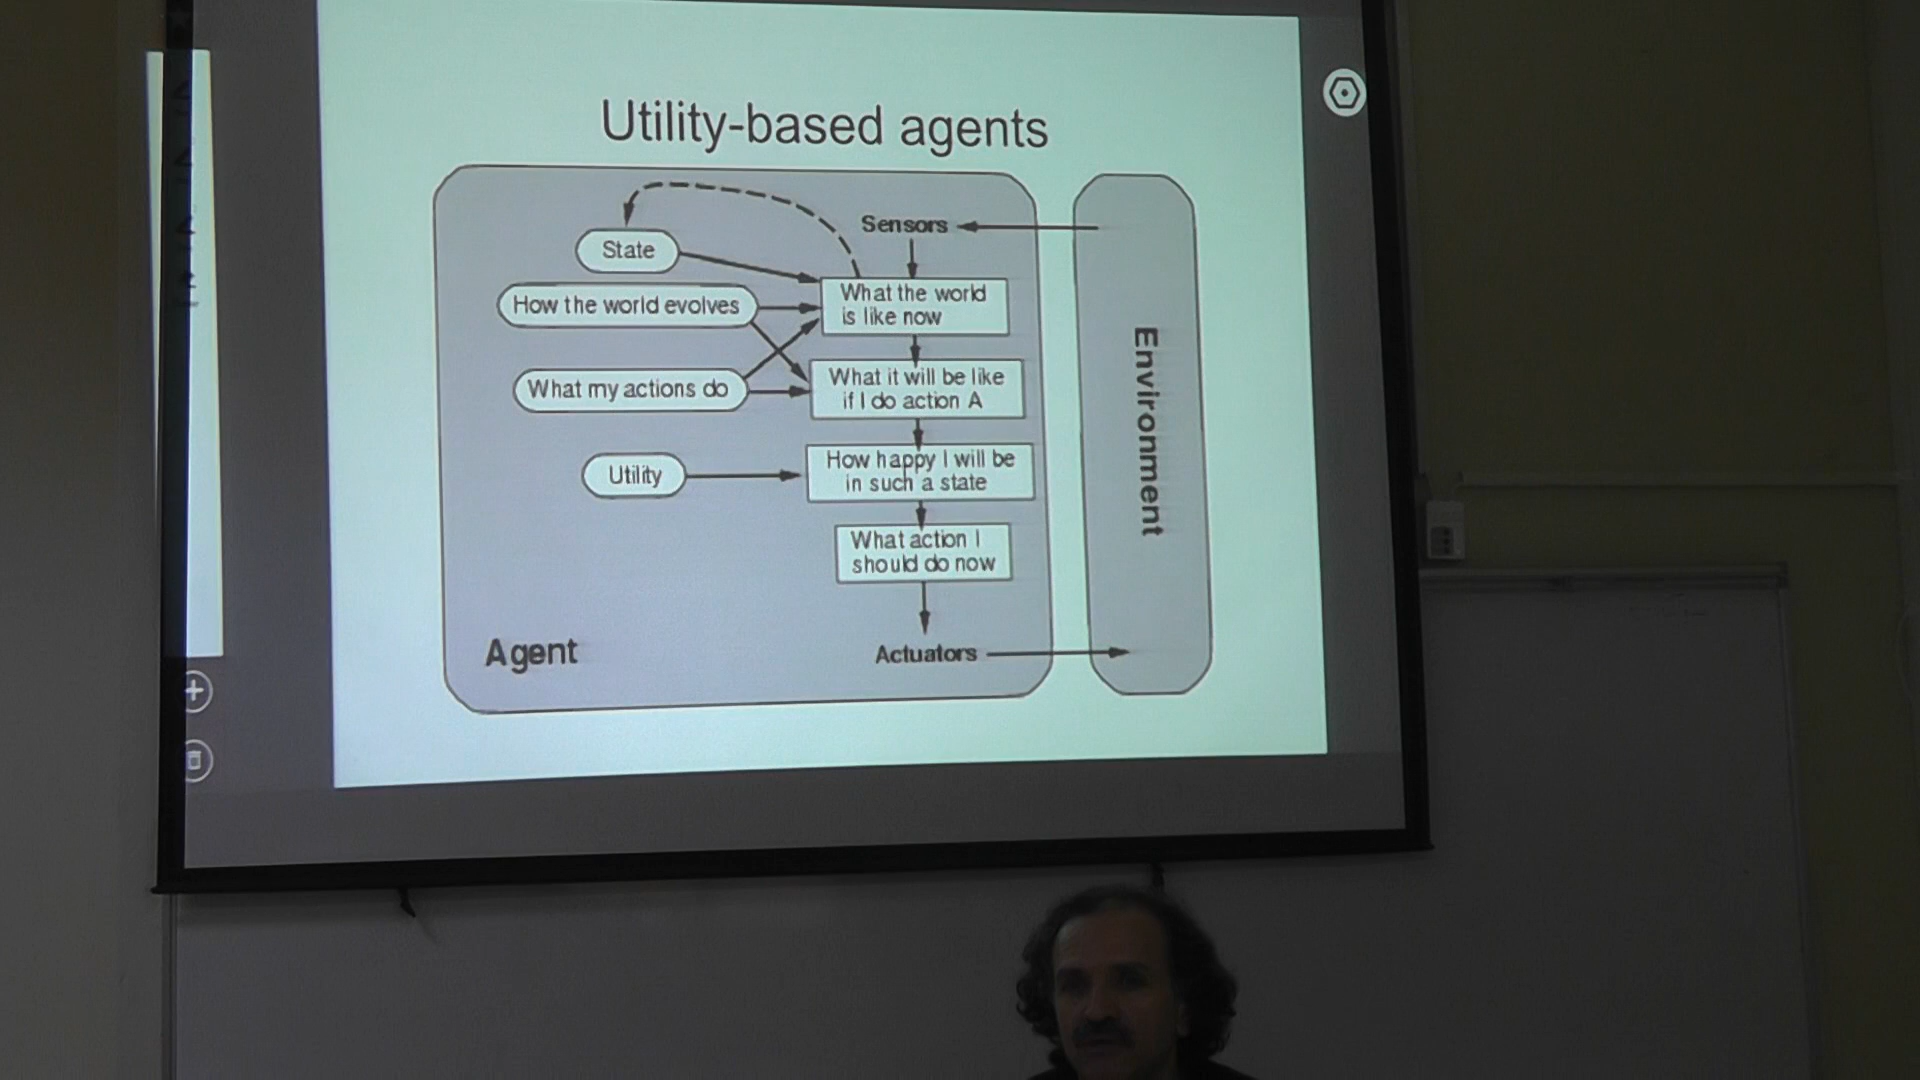 Utility-based agents
Sensors
State
What the world
is like now
How the world evolves
What it will be like
if I do action A
What my actions do
How happy I will be
in such a state
Utility
What action I
should do now
Environment
Agent
Actuators